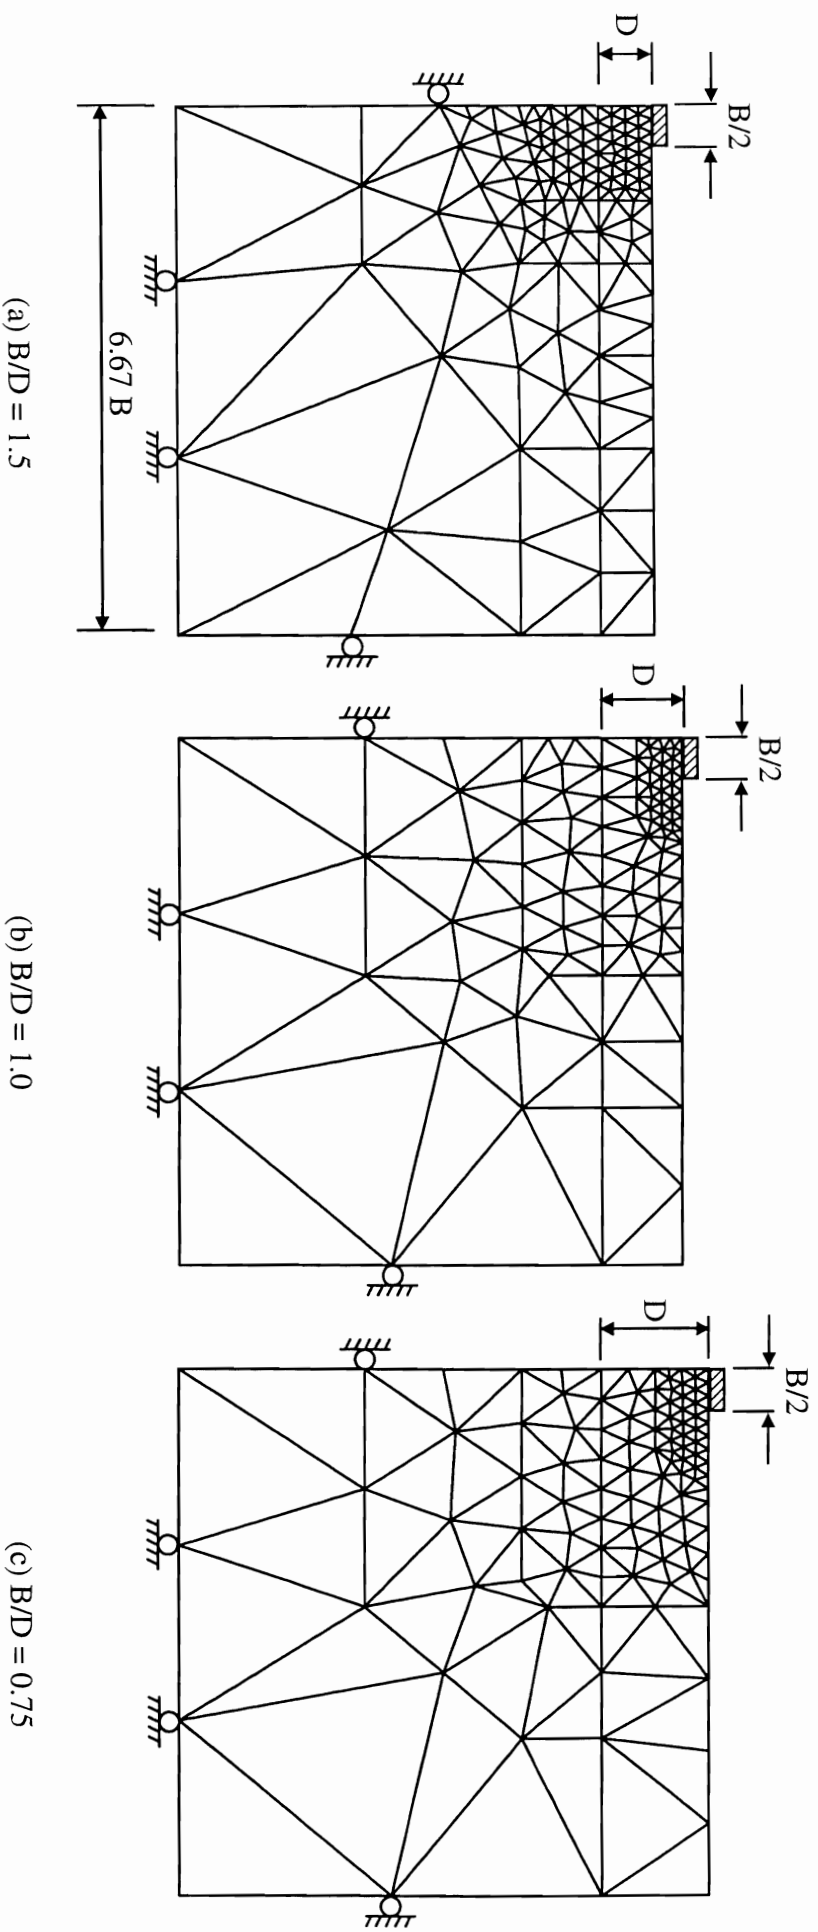 B/2
D
6.67 B
(a) B/D = 1.5
B/2
D
(b) B/D = 1.0
B/2
D
(c) B/D = 0.75